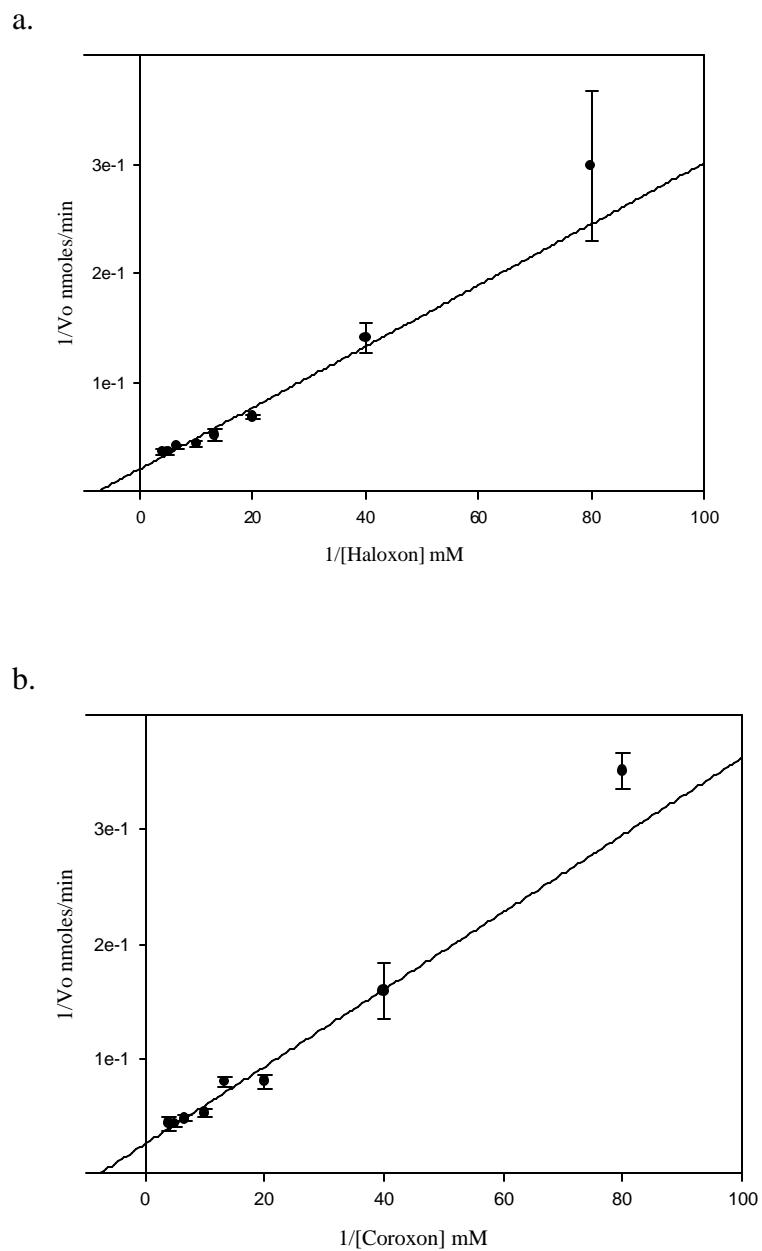 a.
3e-1
2e-1
1e-1
1/Vo nmoles/min
0 20 40 60 80 100
1/[Haloxon] mM
b.
3e-1
2e-1
1e-1
1/Vo nmoles/min
0 20 40 60 80 100
1/[Coroxon] mM